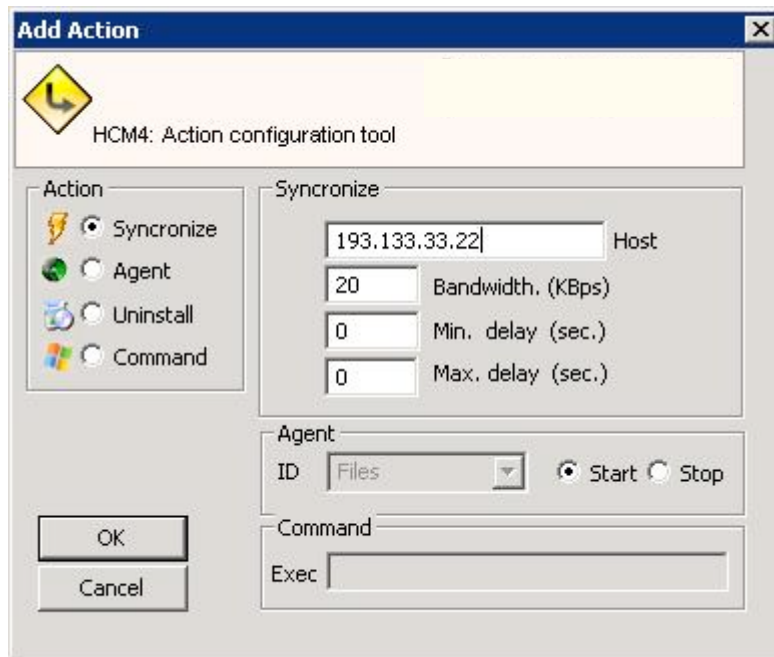 Add Action
HCM4: Action configuration tool
Action
Syncronize
Agent
Uninstall
Command
Syncronize
193.133.33.22 Host
20 Bandwidth. (KBps)
0 Min. delay (sec.)
0 Max. delay (sec.)
Agent
ID Files Start Stop
Command
Exec
OK
Cancel